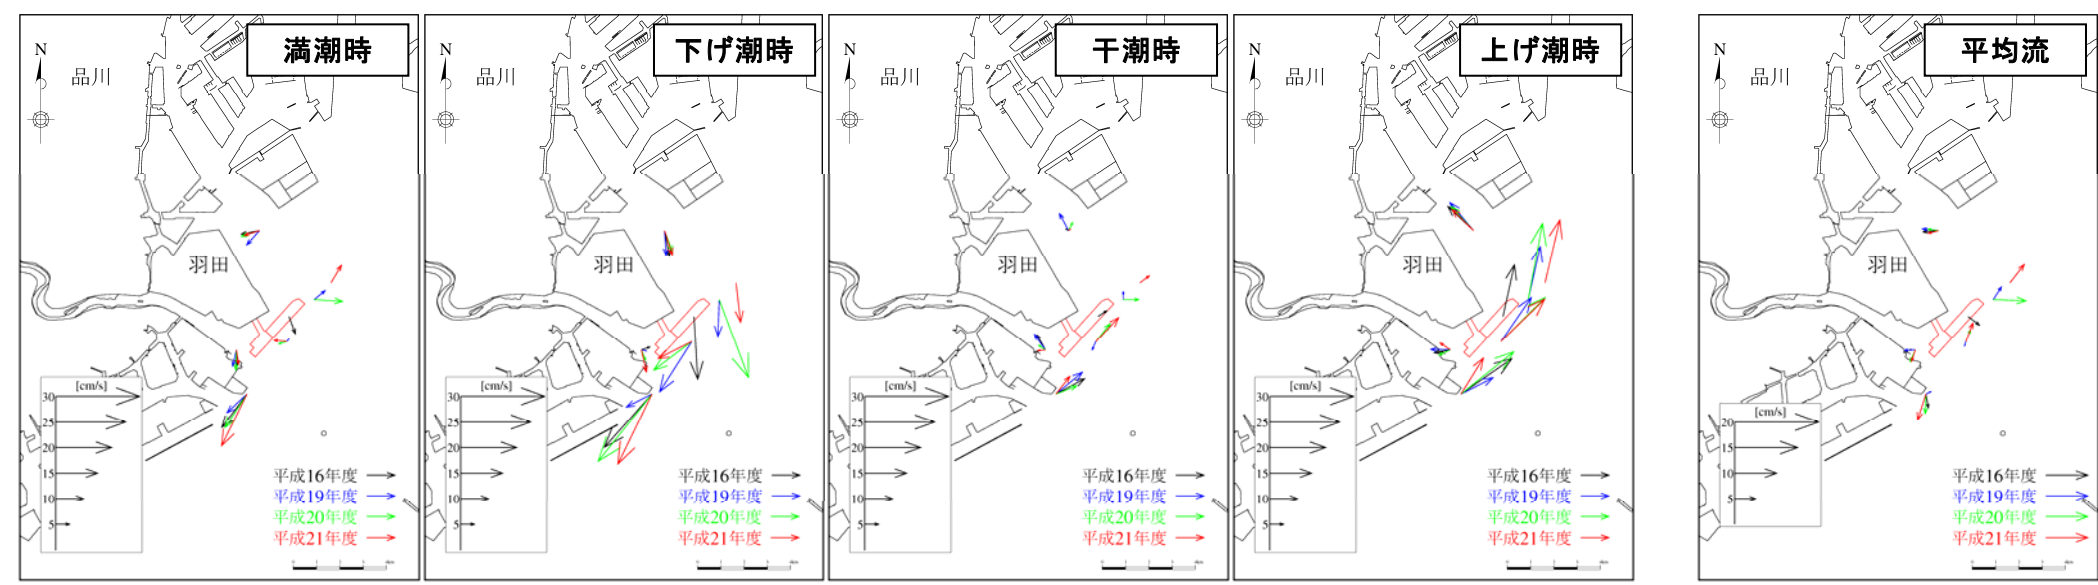 満潮時
N
品川
羽田
[cm/s]
30
25
20
15
10
5
平成16年度
平成19年度
平成20年度
平成21年度
下げ潮時
N
品川
羽田
[cm/s]
30
25
20
15
10
5
平成16年度
平成19年度
平成20年度
平成21年度
干潮時
N
品川
羽田
[cm/s]
30
25
20
15
10
5
平成16年度
平成19年度
平成20年度
平成21年度
上げ潮時
N
品川
羽田
[cm/s]
30
25
20
15
10
5
平成16年度
平成19年度
平成20年度
平成21年度
平均流
N
品川
羽田
[cm/s]
20
15
10
5
平成16年度
平成19年度
平成20年度
平成21年度